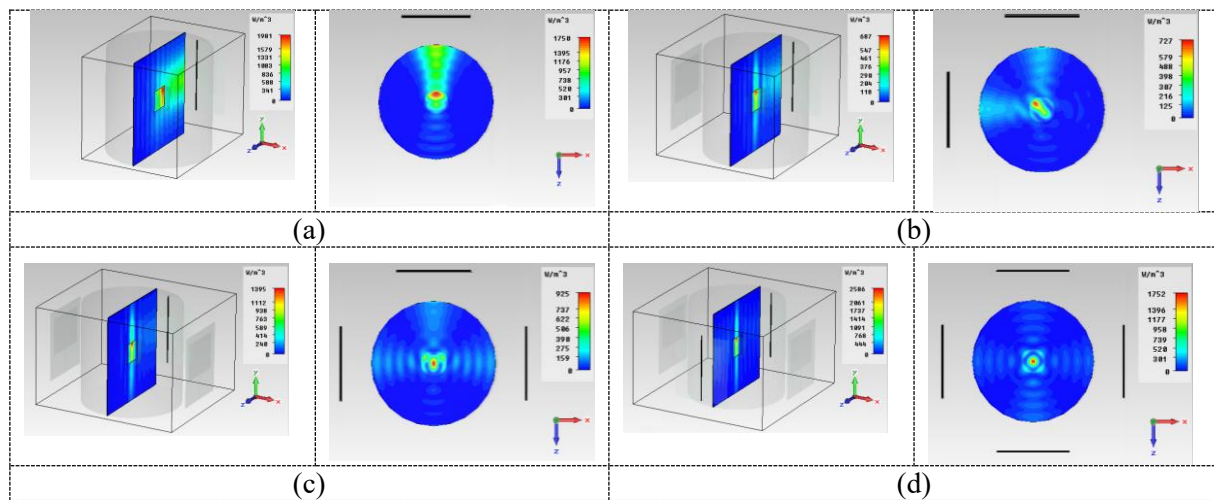 W/m^3
1981
1579
1331
1083
836
588
341
0
y
z
x
W/m^3
1750
1395
1176
957
738
520
301
0
x
z
W/m^3
687
547
461
376
290
204
118
0
y
z
x
W/m^3
727
579
488
398
307
216
125
0
x
z
(a)
(b)
W/m^3
1395
1112
938
763
589
414
240
0
y
z
x
W/m^3
925
737
622
506
390
275
159
0
x
z
W/m^3
2586
2061
1737
1414
1091
768
444
0
y
z
x
W/m^3
1752
1396
1177
958
739
520
301
0
x
z
(c)
(d)